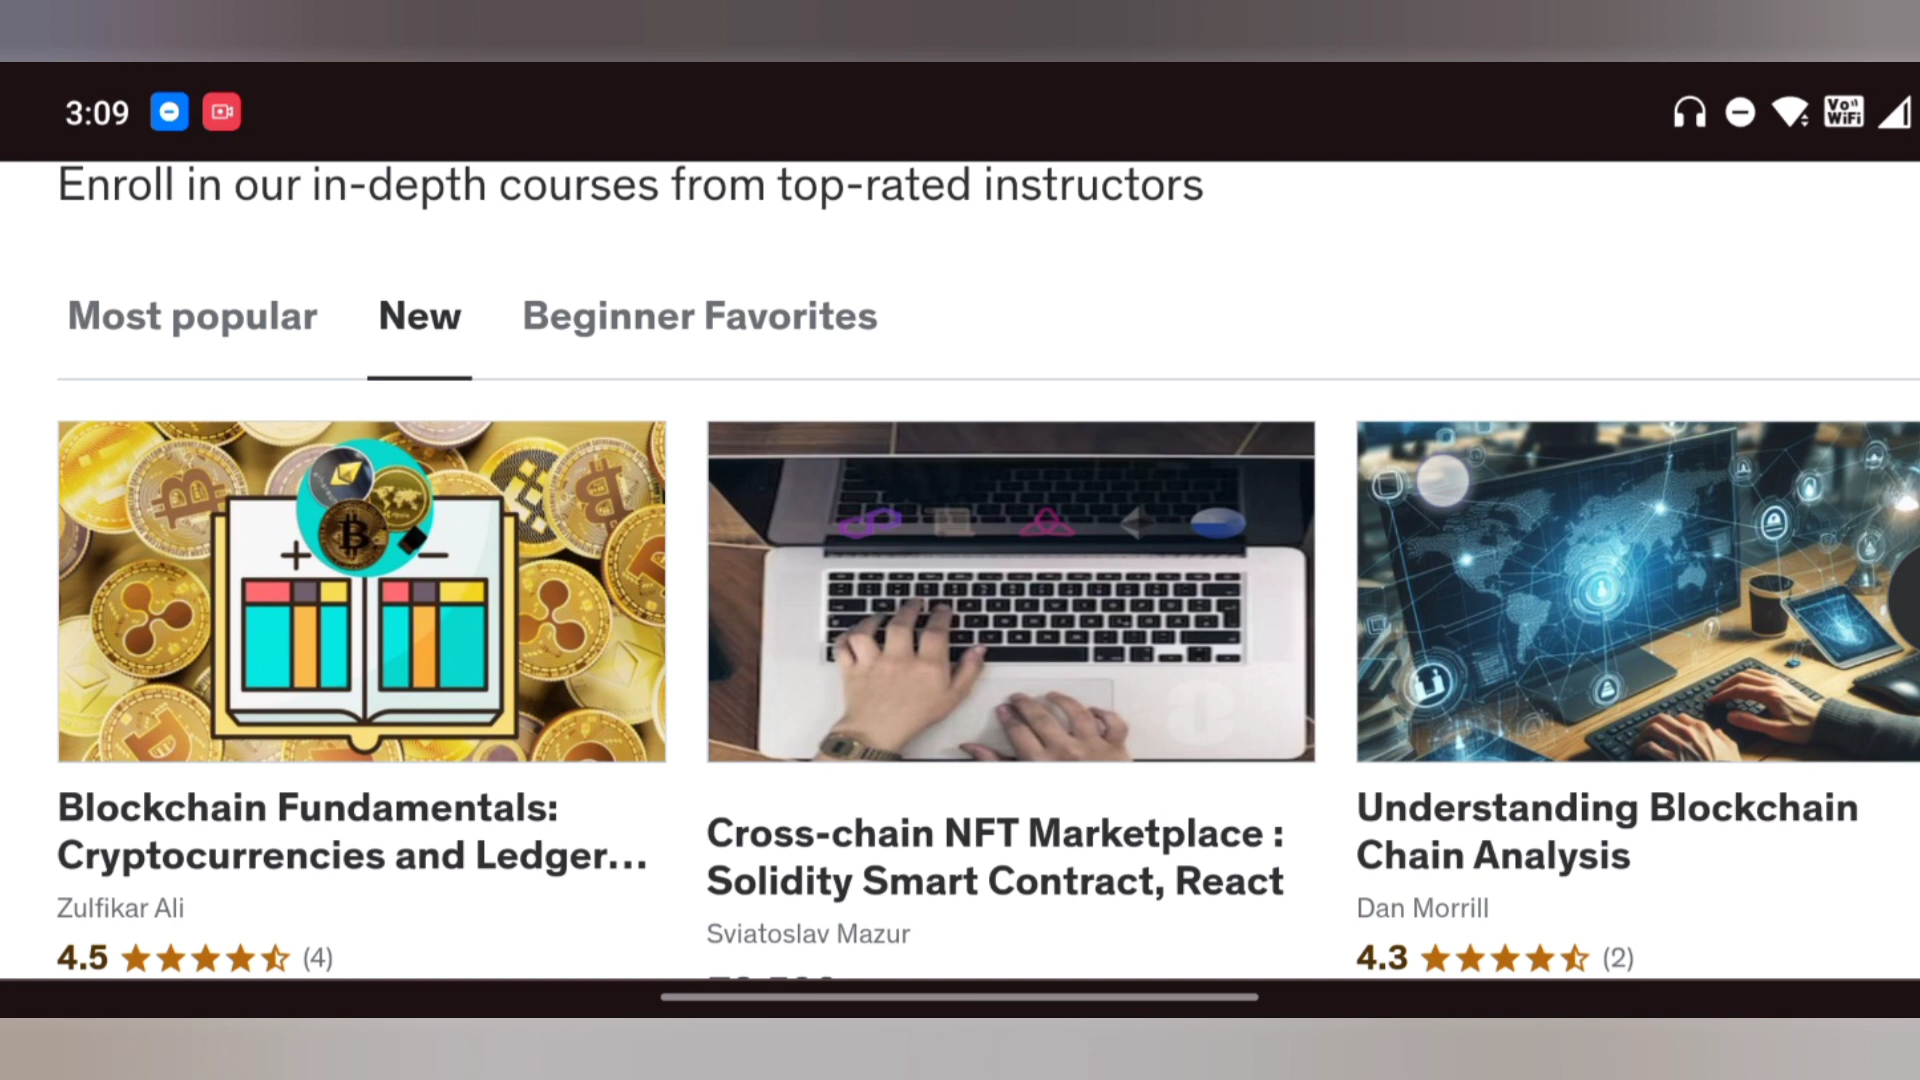 3:09
Vo WiFi
Enroll in our in-depth courses from top-rated instructors
Most popular New Beginner Favorites
Blockchain Fundamentals:
Cryptocurrencies and Ledger...
Zulfikar Ali
4.5 (4)
Cross-chain NFT Marketplace :
Solidity Smart Contract, React
Sviatoslav Mazur
Understanding Blockchain
Chain Analysis
Dan Morrill
4.3 (2)